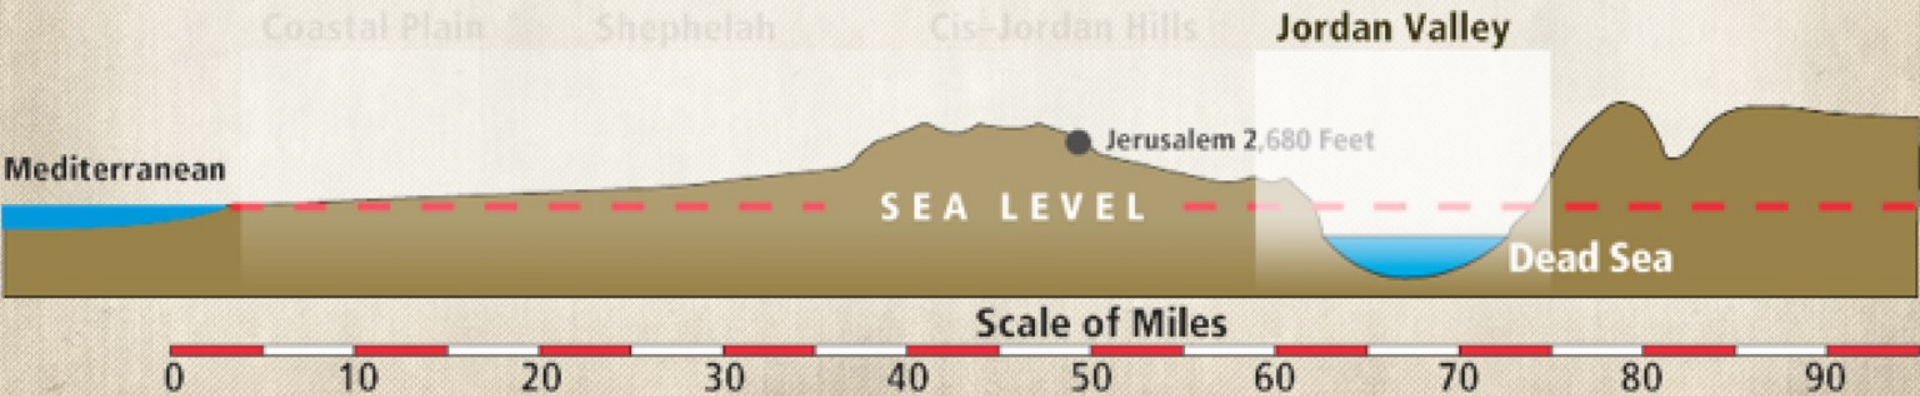 Coastal Plain Shephelah Cis-Jordan Hills Jordan Valley
Jerusalem 2,680 Feet
Mediterranean
SEA LEVEL
Dead Sea
Scale of Miles
0 10 20 30 40 50 60 70 80 90